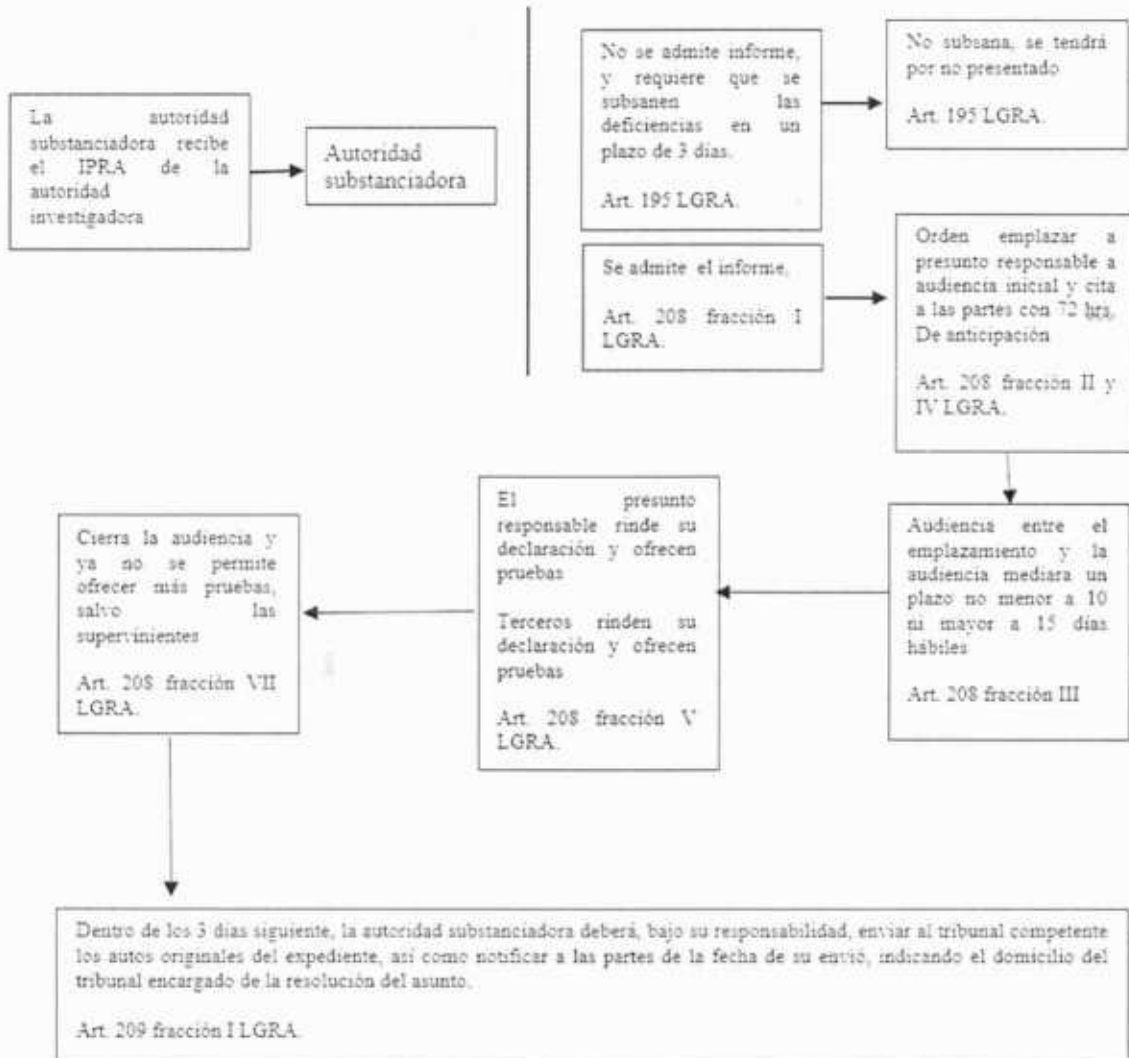 La autoridad
substanciadora recibe
el IPRA de la
autoridad
investigadora
Autoridad
substanciadora
No se admite informe,
y requiere que se
subsanen las
deficiencias en un
plazo de 3 días.
Art. 195 LGRA.
No subsana, se tendrá
por no presentado
Art. 195 LGRA.
Se admite el informe,
Art. 208 fracción I
LGRA.
Orden emplazar a
presunto responsable a
audiencia inicial y cita
a las partes con 72 hrs.
De anticipación
Art. 208 fracción II y
IV LGRA.
Audiencia entre el
emplazamiento y la
audiencia mediara un
plazo no menor a 10
ni mayor a 15 días
hábiles
Art. 208 fracción III
El presunto
responsable rinde su
declaración y ofrecen
pruebas
Terceros rinden su
declaración y ofrecen
pruebas
Art. 208 fracción V
LGRA.
Cierra la audiencia y
ya no se permite
ofrecer más pruebas,
salvo las
supervinientes
Art. 208 fracción VII
LGRA.
Dentro de los 3 días siguiente, la autoridad substanciadora deberá, bajo su responsabilidad, enviar al tribunal competente
los autos originales del expediente, así como notificar a las partes de la fecha de su envió, indicando el domicilio del
tribunal encargado de la resolución del asunto.
Art. 209 fracción I LGRA.